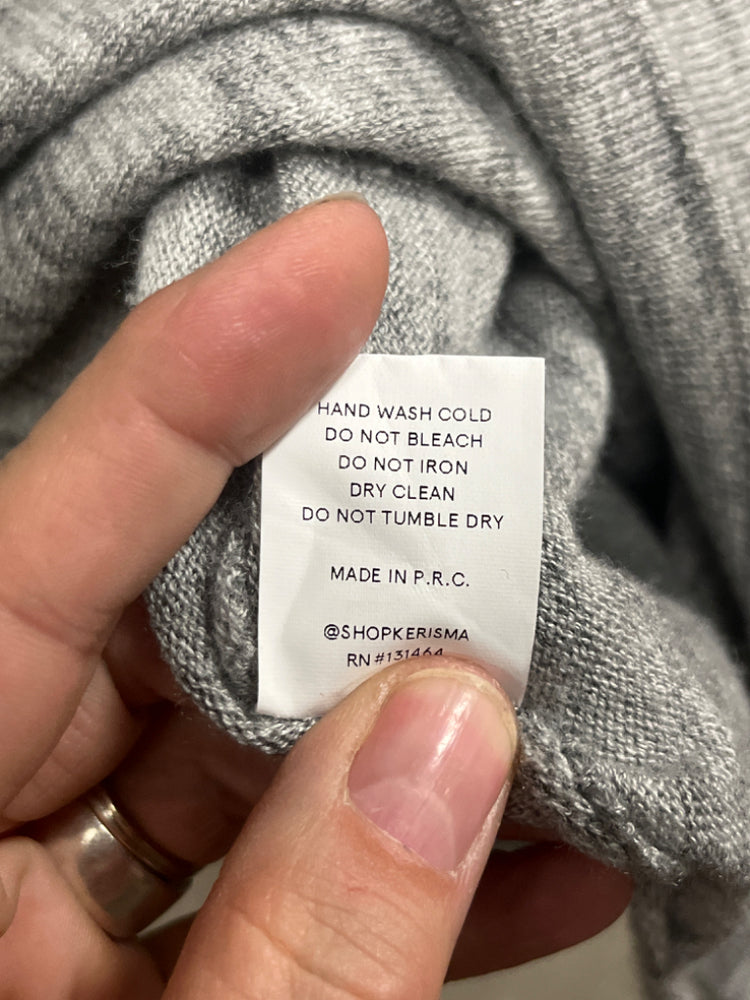 HAND WASH COLD
DO NOT BLEACH
DO NOT IRON
DRY CLEAN
DO NOT TUMBLE DRY
MADE IN P.R.C.
@SHOPKERISMA
RN #131464